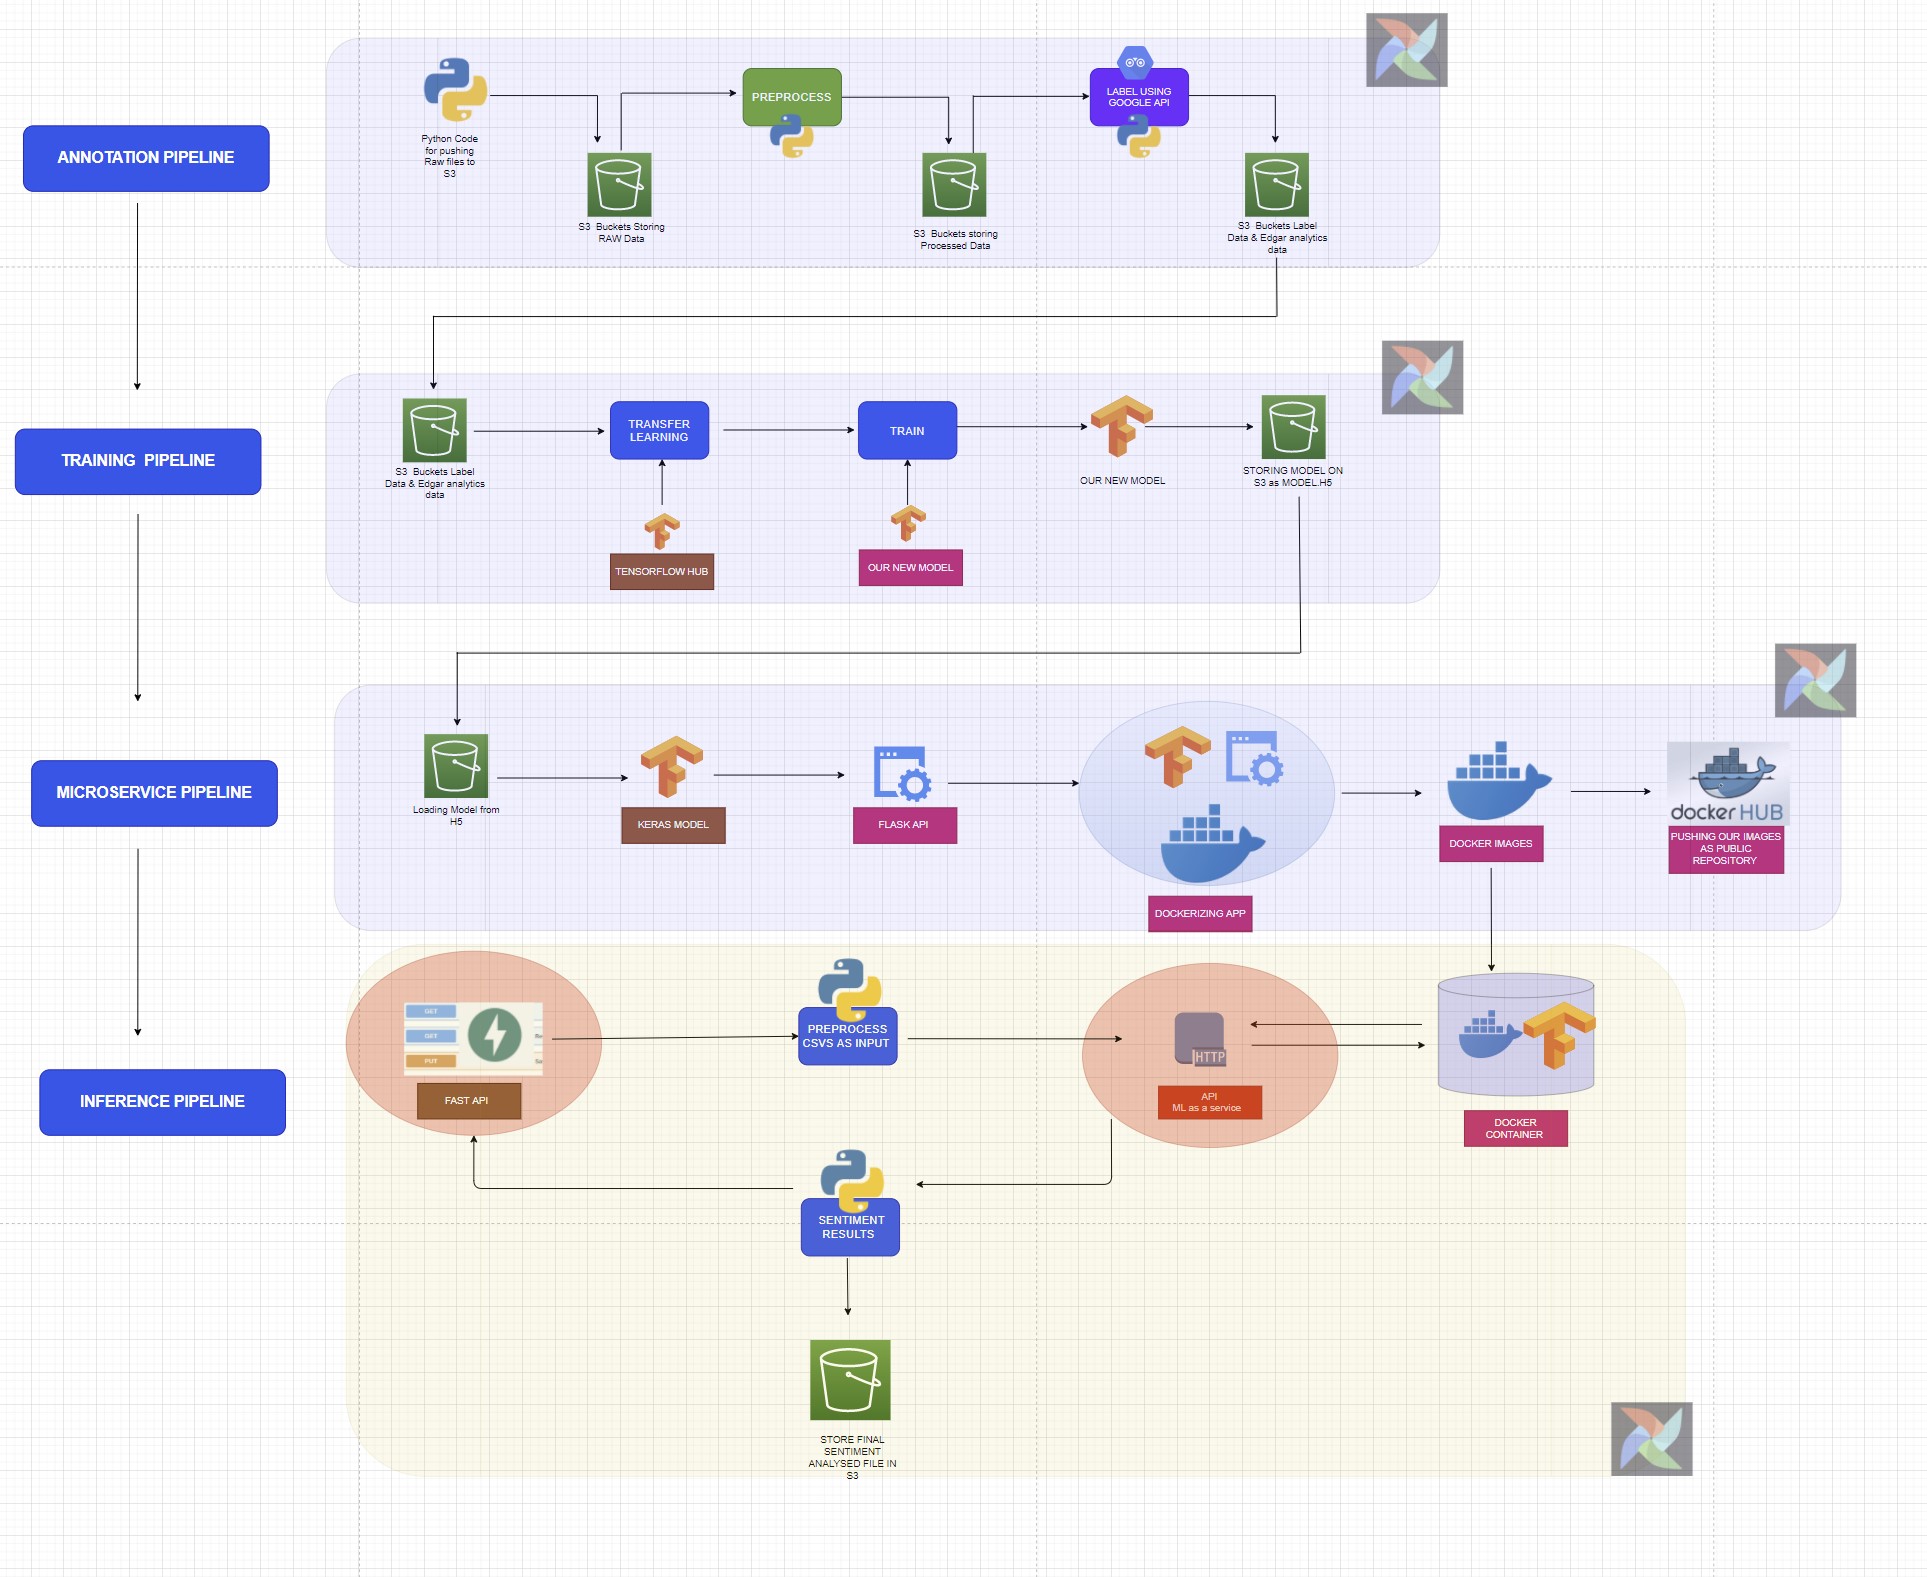 ANNOTATION PIPELINE
Python Code
for pushing
Raw files to
S3
S3 Buckets Storing
RAW Data
PREPROCESS
S3 Buckets storing
Processed Data
LABEL USING
GOOGLE API
S3 Buckets Label
Data & Edgar analytics
data
TRAINING PIPELINE
S3 Buckets Label
Data & Edgar analytics
data
TRANSFER
LEARNING
TENSORFLOW HUB
TRAIN
OUR NEW MODEL
OUR NEW MODEL
STORING MODEL ON
S3 as MODEL.H5
MICROSERVICE PIPELINE
Loading Model from
H5
KERAS MODEL
FLASK API
DOCKERIZING APP
DOCKER IMAGES
docker HUB
PUSHING OUR IMAGES
AS PUBLIC
REPOSITORY
INFERENCE PIPELINE
GET
GET
PUT
FAST API
PREPROCESS
CSVS AS INPUT
HTTP
API
ML as a service
DOCKER
CONTAINER
SENTIMENT
RESULTS
STORE FINAL
SENTIMENT
ANALYSED FILE IN
S3